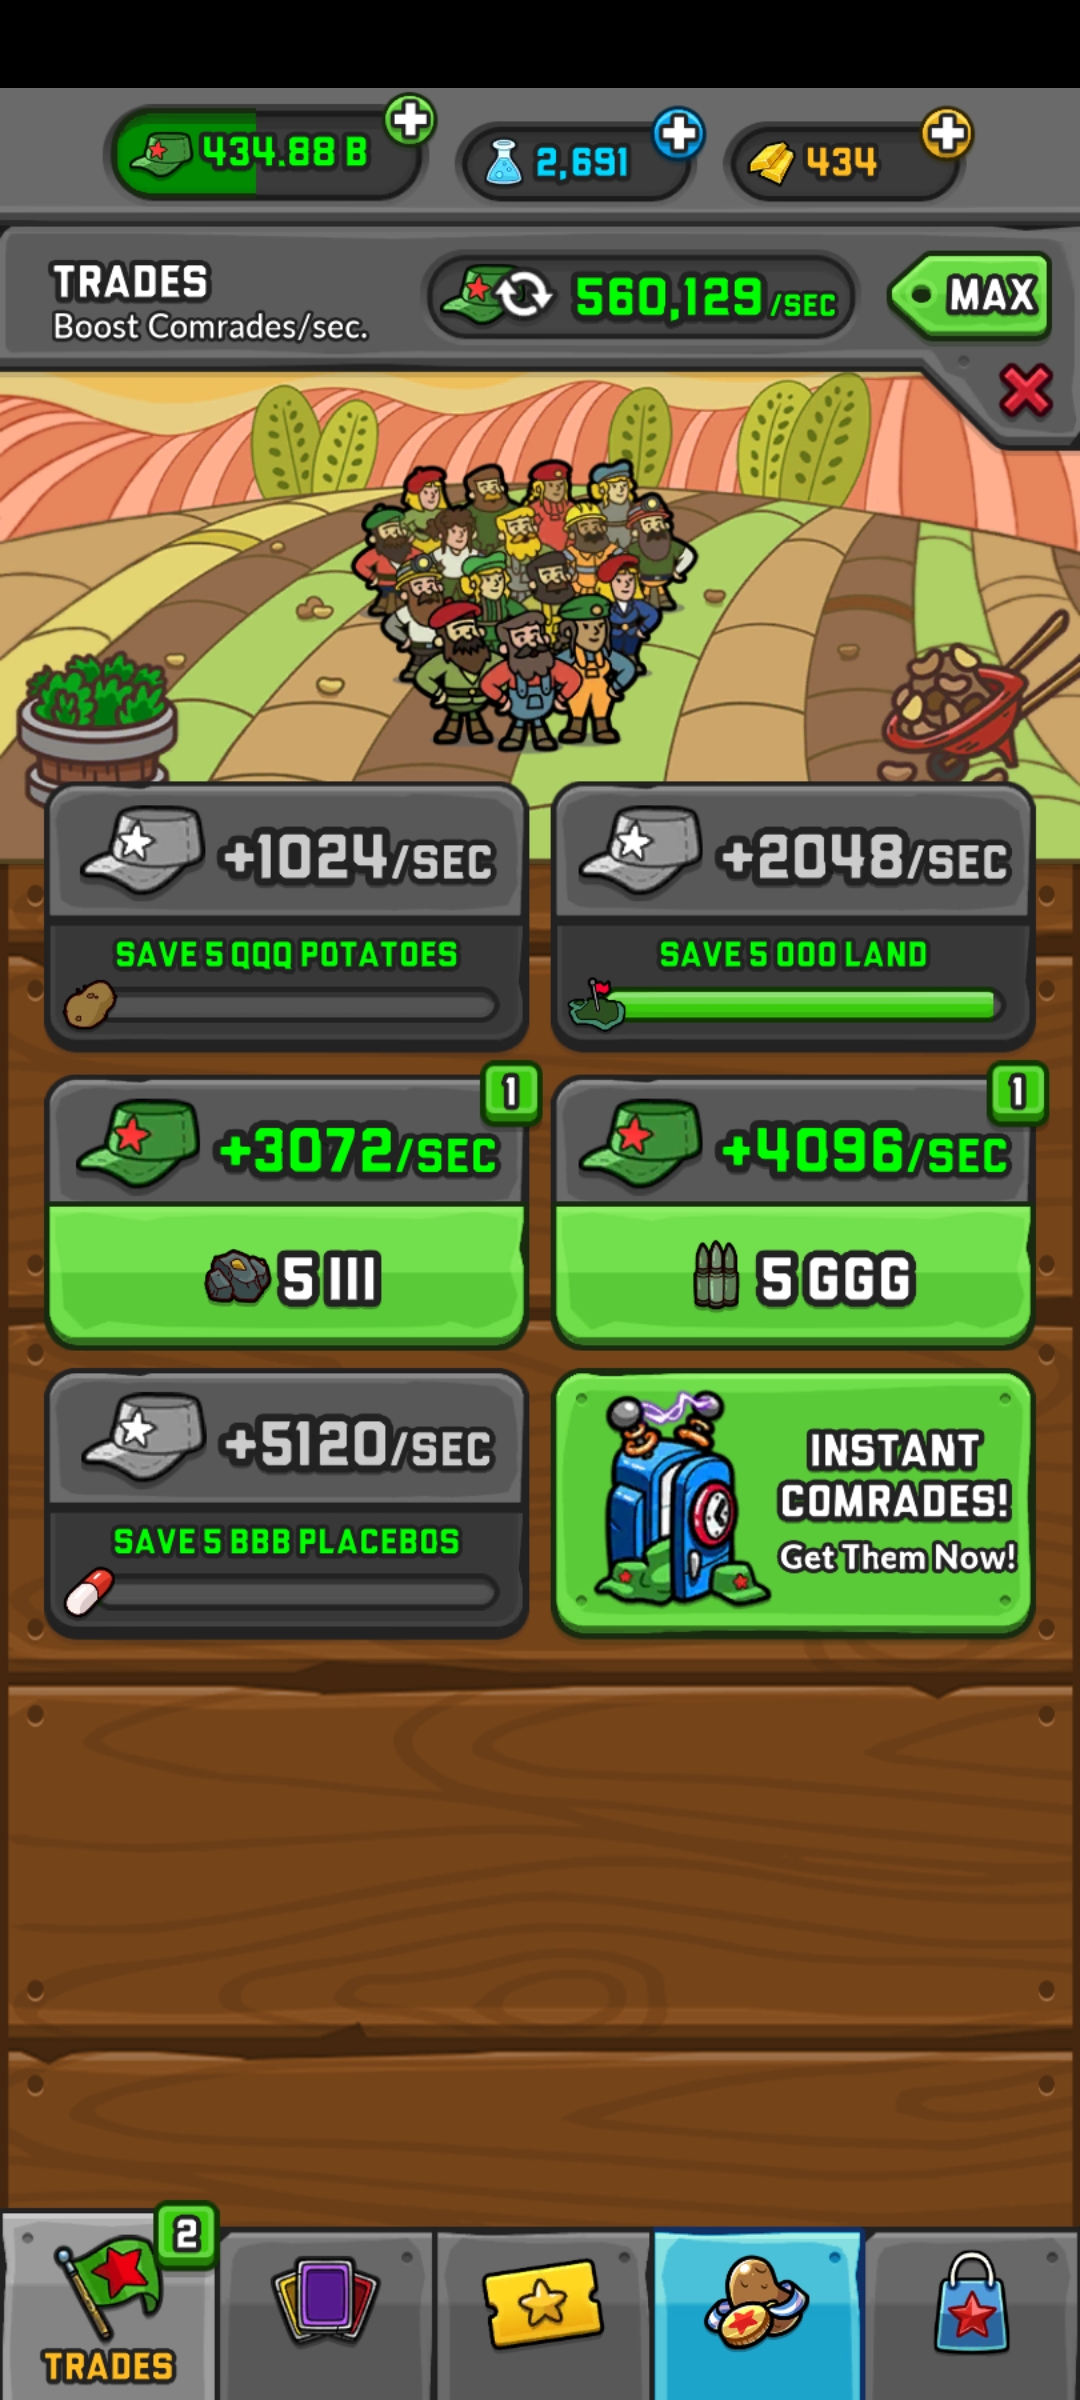 434.88 B
2,691
434
TRADES
Boost Comrades/sec.
560,129/SEC
MAX
+1024/SEC
+2048/SEC
SAVE 5 QQQ POTATOES
SAVE 5 OOO LAND
1
1
+3072/SEC
+4096/SEC
5 III
5 GGG
+5120/SEC
SAVE 5 BBB PLACEBOS
INSTANT
COMRADES!
Get Them Now!
2
TRADES